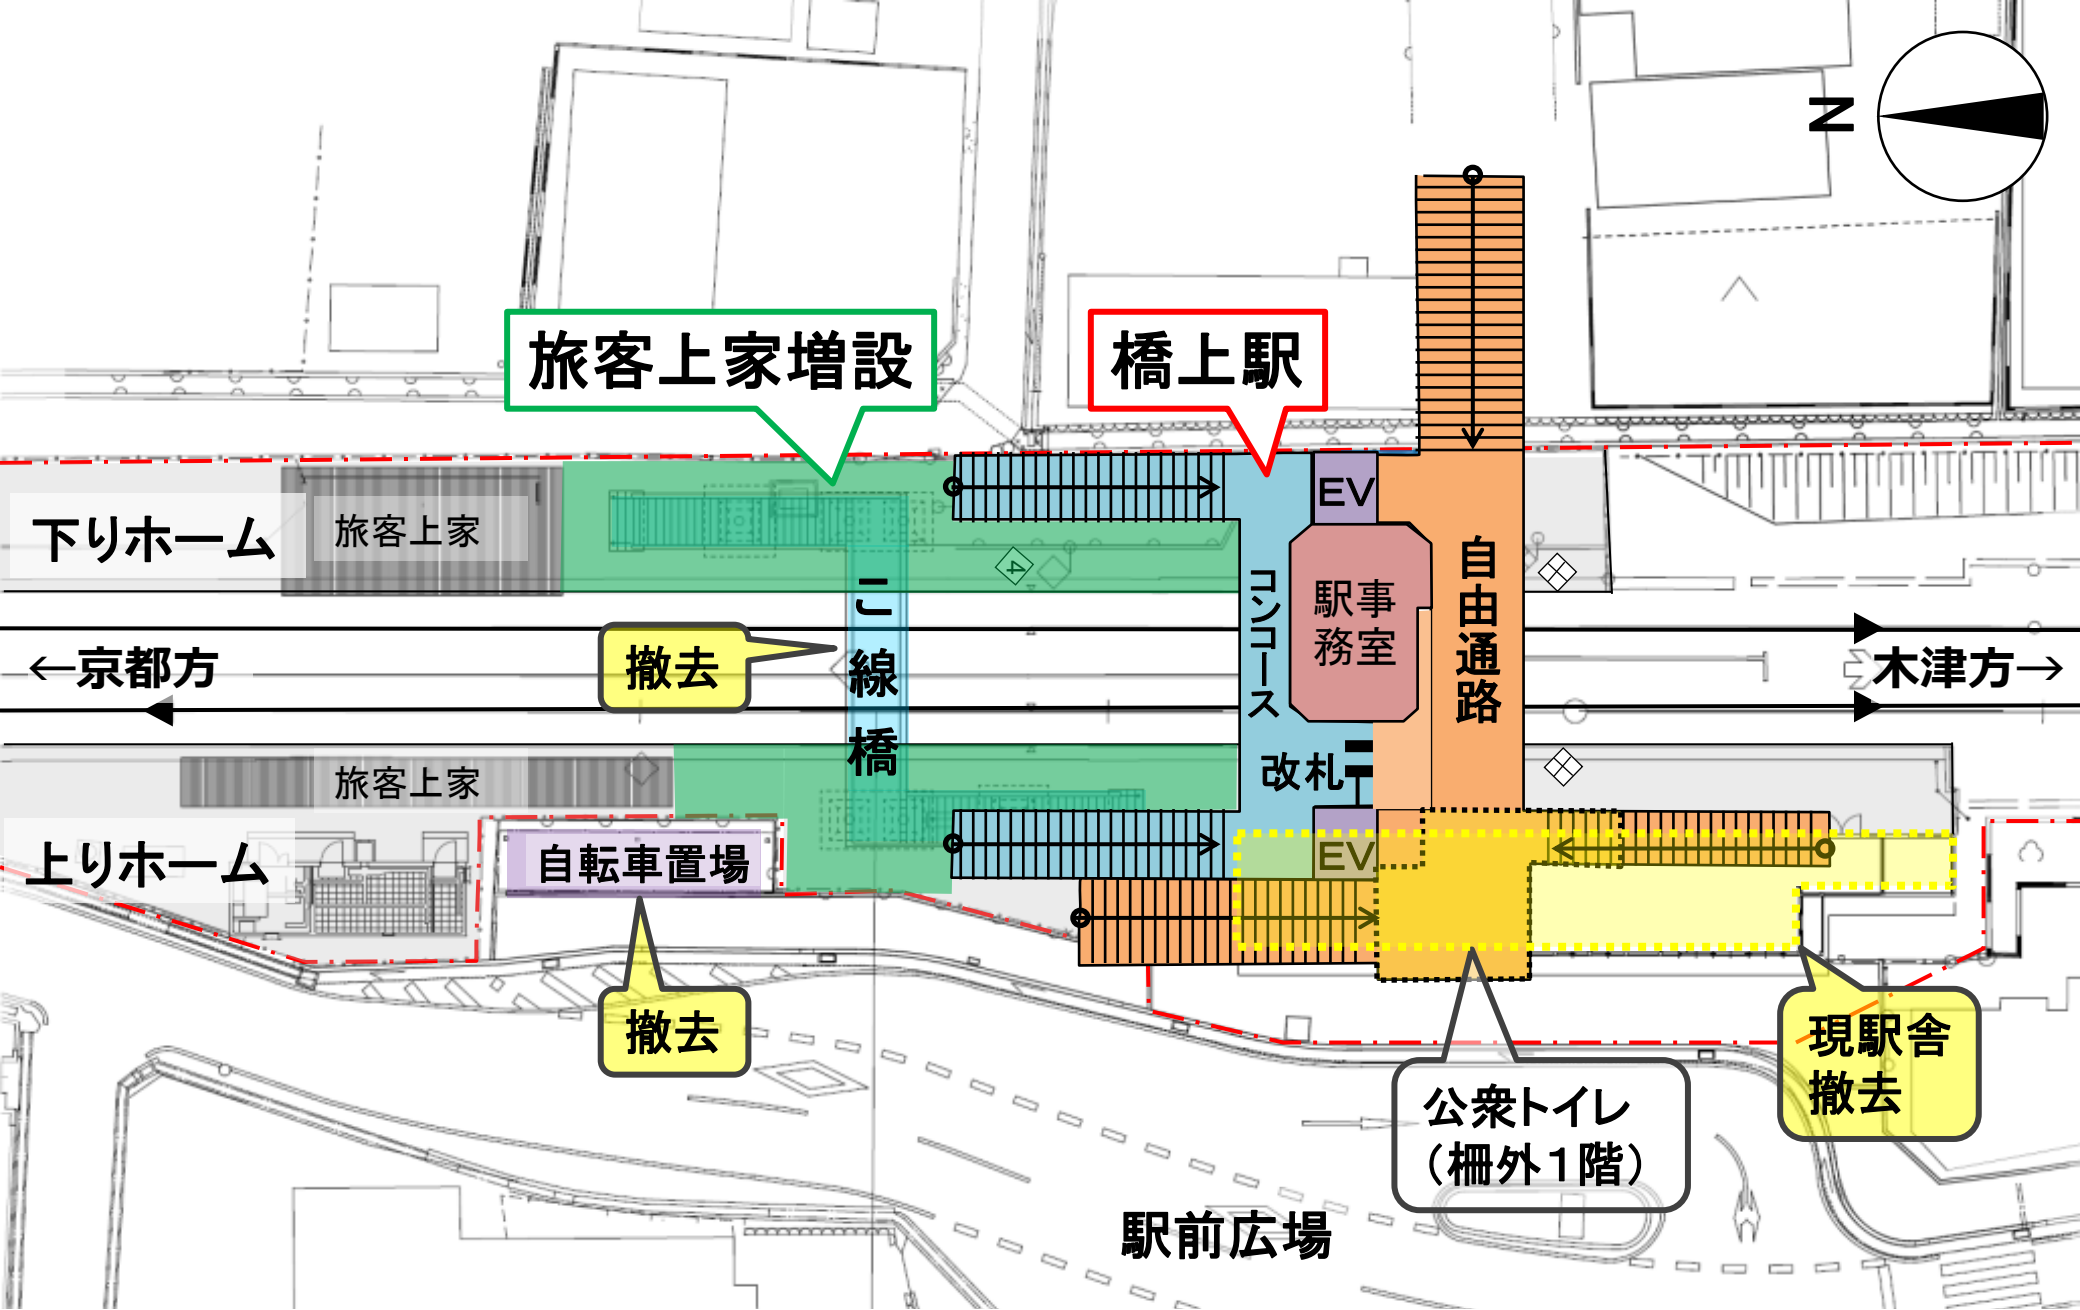 N
旅客上家増設
橋上駅
EV
下りホーム
旅客上家
自由通路
コンコース
駅事
務室
こ線橋
撤去
←京都方
木津方→
旅客上家
改札
上りホーム
自転車置場
EV
撤去
現駅舎
撤去
公衆トイレ
（柵外１階）
駅前広場
4